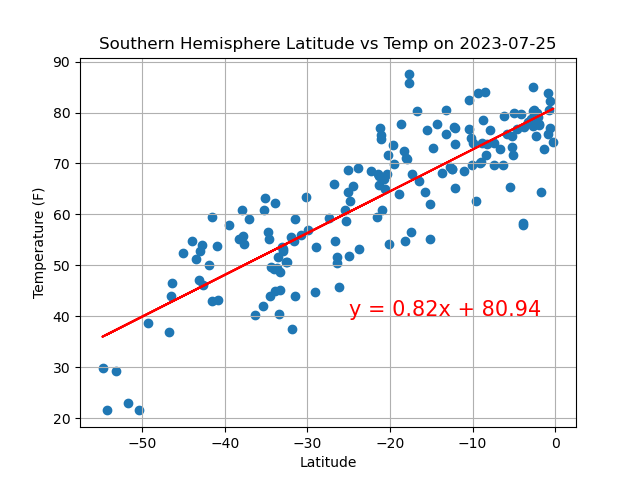 Southern Hemisphere Latitude vs Temp on 2023-07-25
Temperature (F)
90
80
70
60
50
40
30
20
y = 0.82x + 80.94
−50 −40 −30 −20 −10 0
Latitude